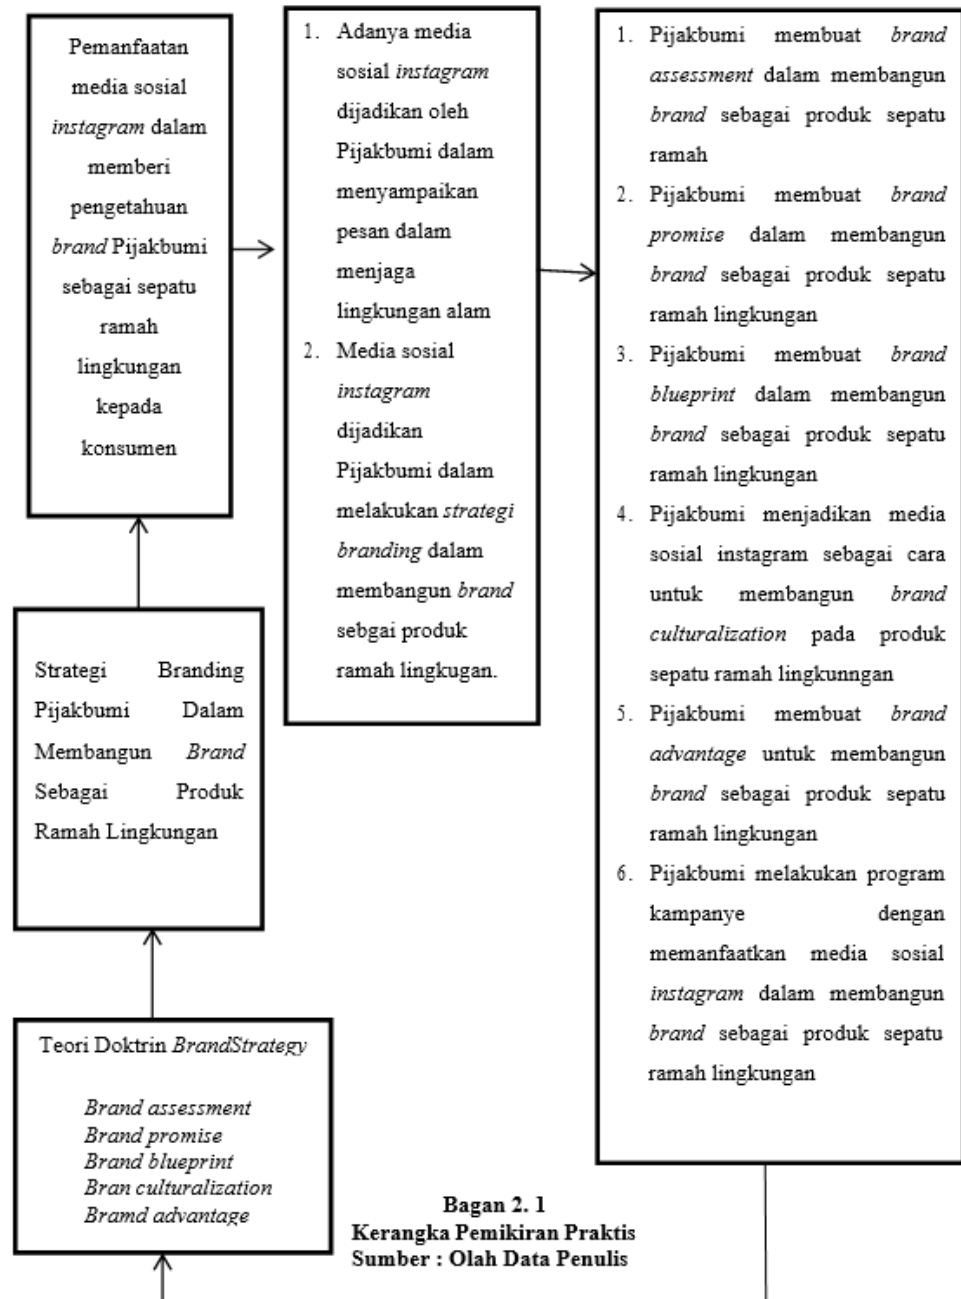 Pemanfaatan
media sosial
instagram dalam
memberi
pengetahuan
brand Pijakbumi
sebagai sepatu
ramah
lingkungan
kepada
konsumen
1. Adanya media
sosial instagram
dijadikan oleh
Pijakbumi dalam
menyampaikan
pesan dalam
menjaga
lingkungan alam
2. Media sosial
instagram
dijadikan
Pijakbumi dalam
melakukan strategi
branding dalam
membangun brand
sebgai produk
ramah lingkugan.
1. Pijakbumi membuat brand
assessment dalam membangun
brand sebagai produk sepatu
ramah
2. Pijakbumi membuat brand
promise dalam membangun
brand sebagai produk sepatu
ramah lingkungan
3. Pijakbumi membuat brand
blueprint dalam membangun
brand sebagai produk sepatu
ramah lingkungan
4. Pijakbumi menjadikan media
sosial instagram sebagai cara
untuk membangun brand
culturalization pada produk
sepatu ramah lingkunngan
5. Pijakbumi membuat brand
advantage untuk membangun
brand sebagai produk sepatu
ramah lingkungan
6. Pijakbumi melakukan program
kampanye dengan
memanfaatkan media sosial
instagram dalam membangun
brand sebagai produk sepatu
ramah lingkungan
Strategi Branding
Pijakbumi Dalam
Membangun Brand
Sebagai Produk
Ramah Lingkungan
Teori Doktrin BrandStrategy
Brand assessment
Brand promise
Brand blueprint
Bran culturalization
Bramd advantage
Bagan 2. 1
Kerangka Pemikiran Praktis
Sumber : Olah Data Penulis